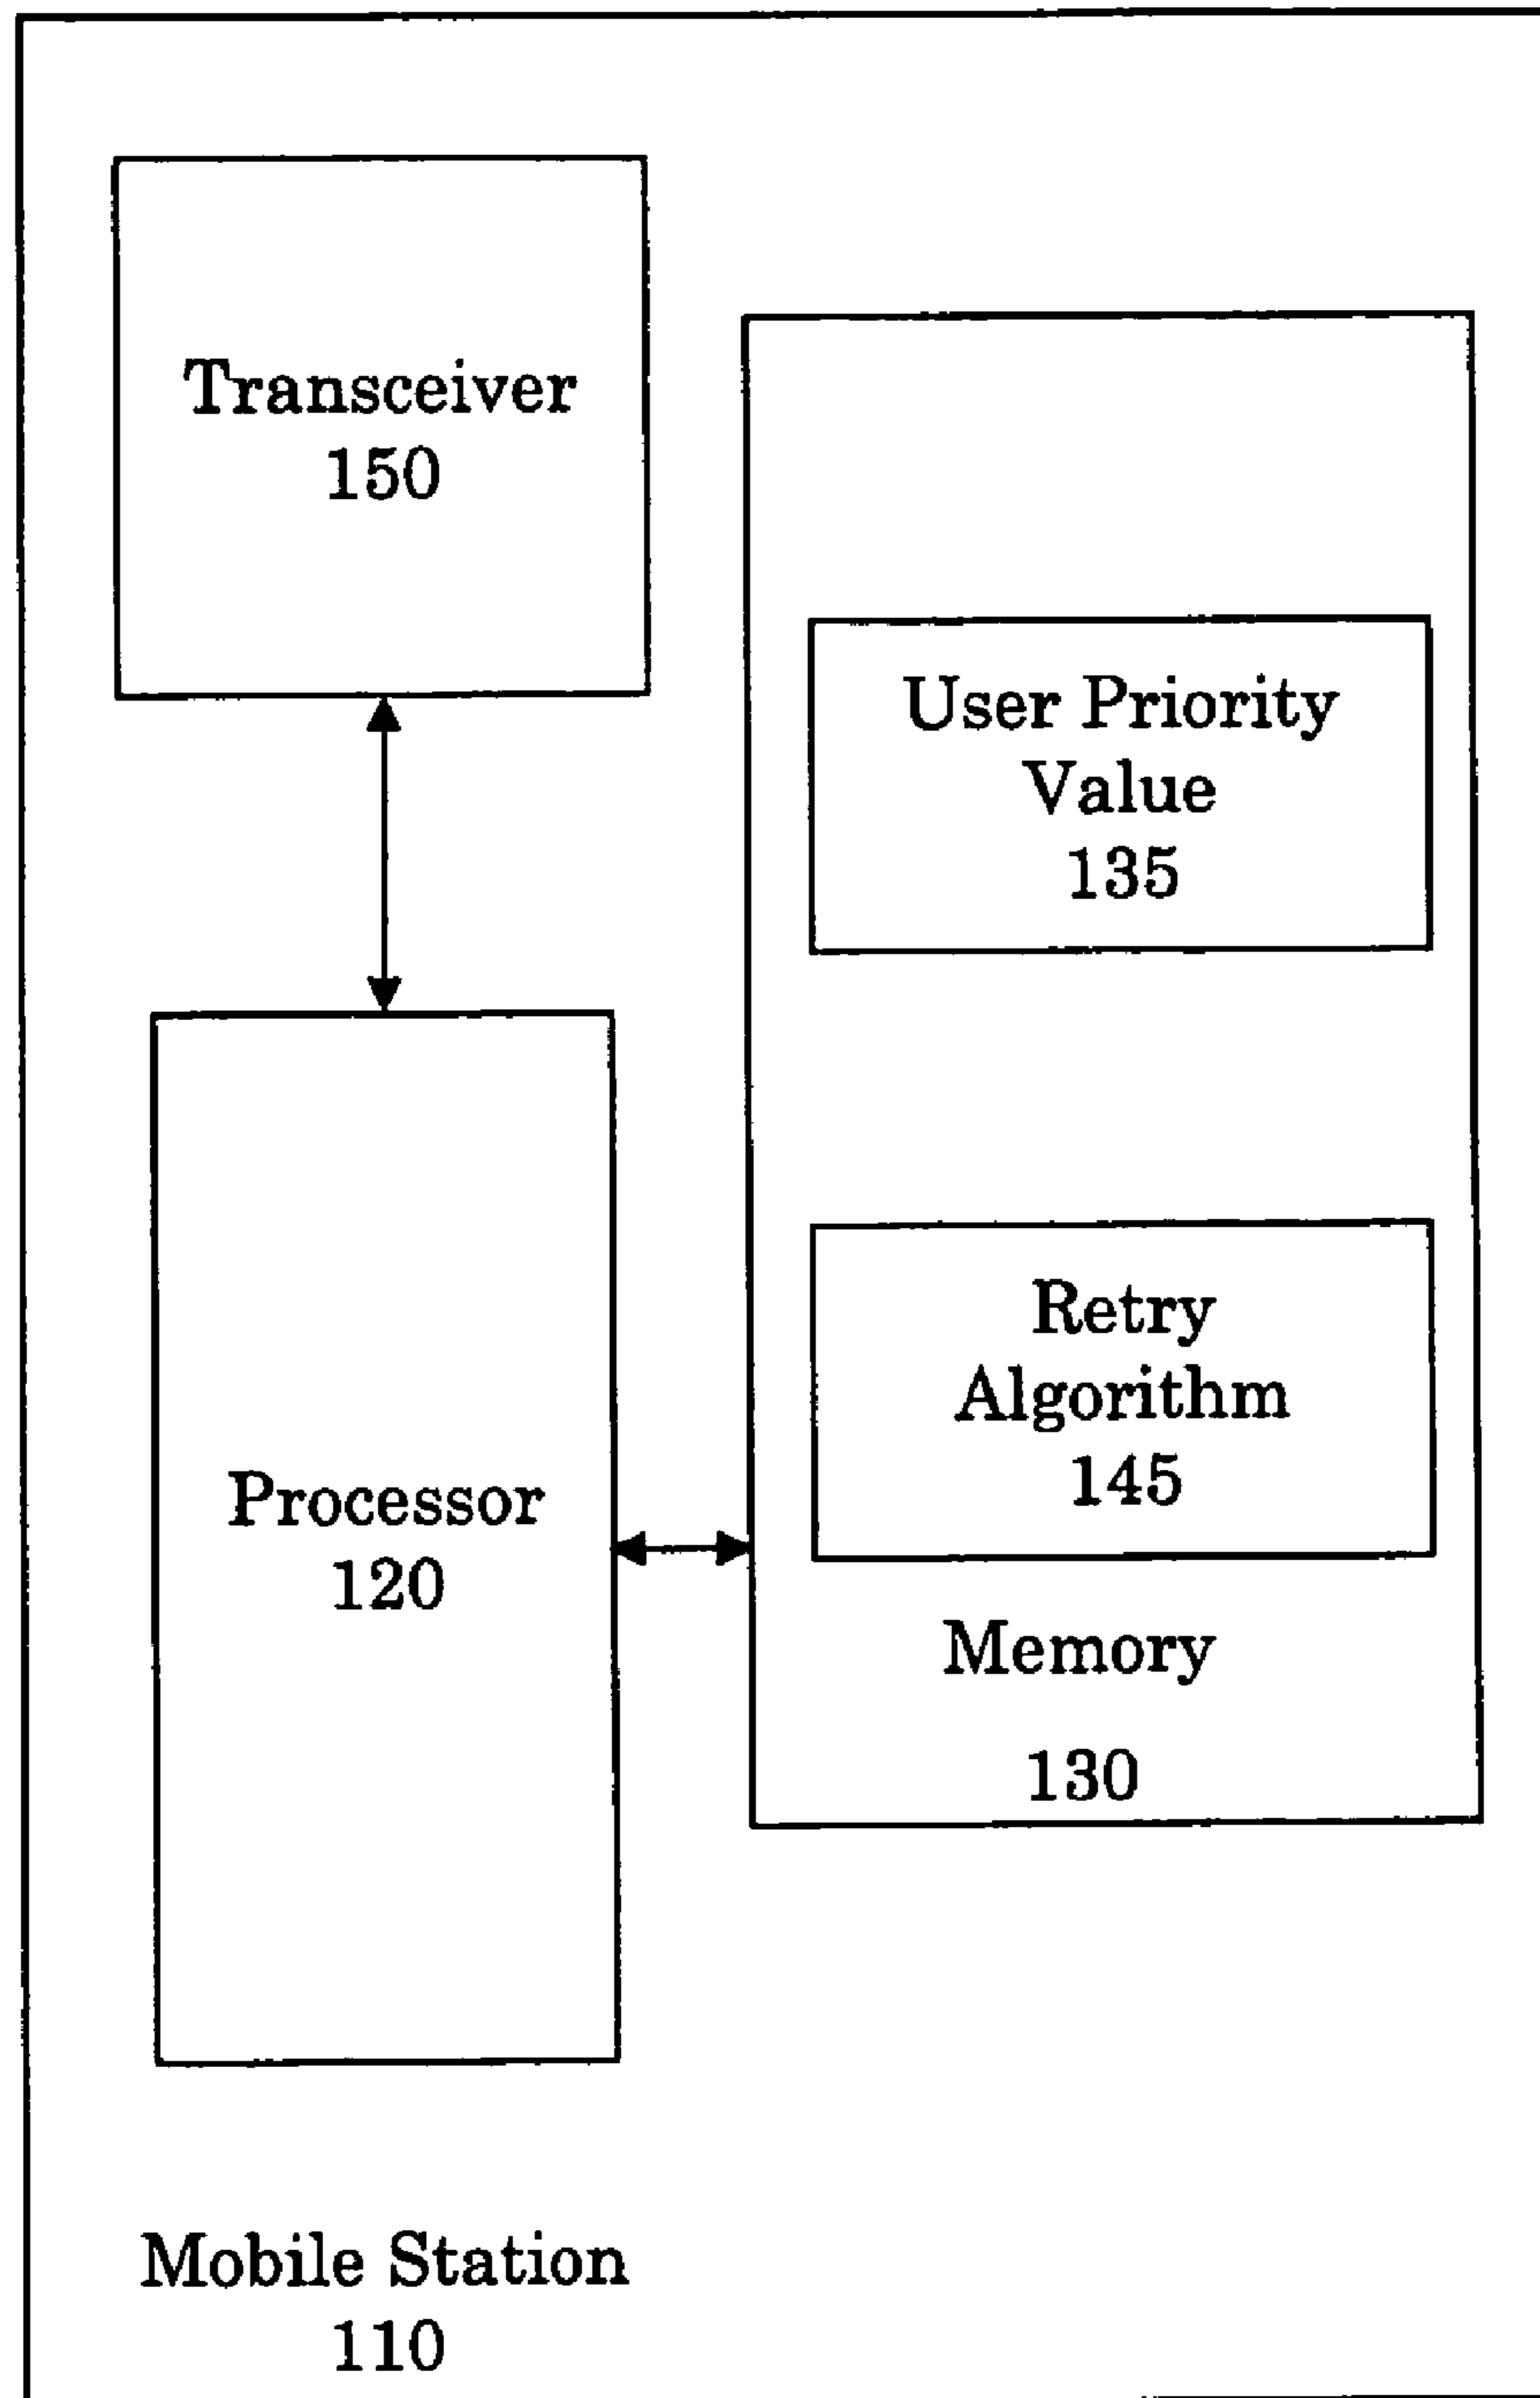 Transceiver
150
User Priority
Value
135
Retry
Algorithm
145
Processor
120
Memory
130
Mobile Station
110